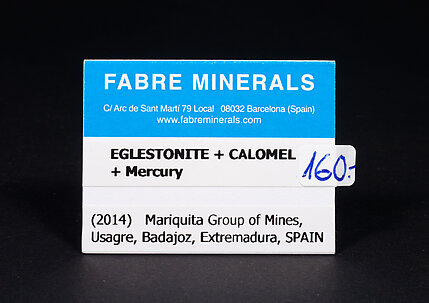 FABRE MINERALS
C/ Arc de Sant Martí 79 Local 08032 Barcelona (Spain)
www.fabreminerals.com
EGLESTONITE + CALOMEL
160.-
+ Mercury
(2014) Mariquita Group of Mines,
Usagre, Badajoz, Extremadura, SPAIN